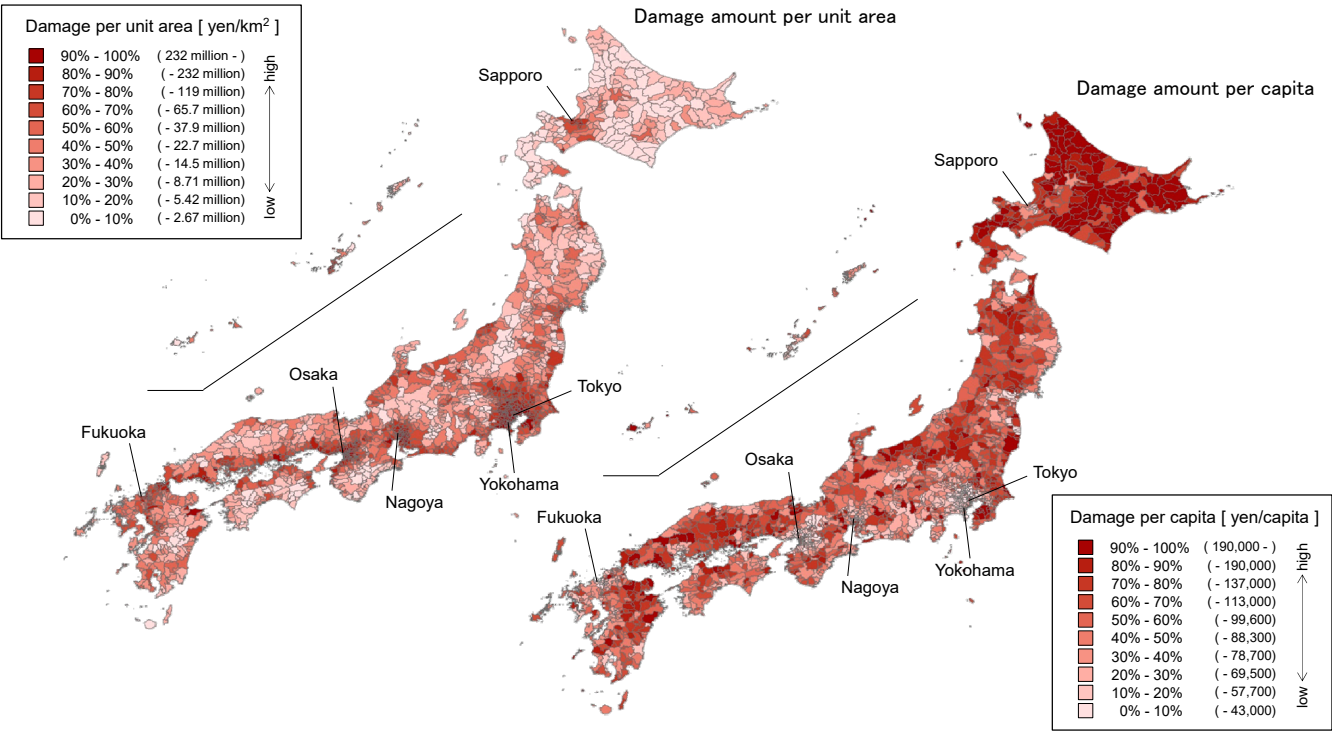 Damage per unit area [ yen/km² ]
90% - 100% ( 232 million - )
80% - 90% ( - 232 million)
70% - 80% ( - 119 million)
60% - 70% ( - 65.7 million)
50% - 60% ( - 37.9 million)
40% - 50% ( - 22.7 million)
30% - 40% ( - 14.5 million)
20% - 30% ( - 8.71 million)
10% - 20% ( - 5.42 million)
0% - 10% ( - 2.67 million)
high
low
Damage amount per unit area
Sapporo
Osaka
Tokyo
Fukuoka
Nagoya
Yokohama
Damage amount per capita
Sapporo
Osaka
Tokyo
Fukuoka
Nagoya
Yokohama
Damage per capita [ yen/capita ]
90% - 100% ( 190,000 - )
80% - 90% ( - 190,000)
70% - 80% ( - 137,000)
60% - 70% ( - 113,000)
50% - 60% ( - 99,600)
40% - 50% ( - 88,300)
30% - 40% ( - 78,700)
20% - 30% ( - 69,500)
10% - 20% ( - 57,700)
0% - 10% ( - 43,000)
high
low